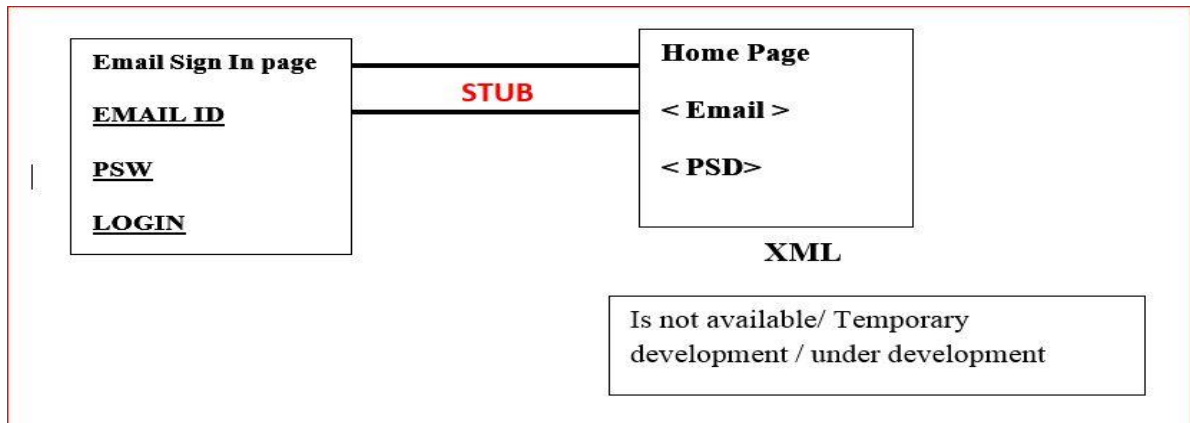 Email Sign In page
EMAIL ID
PSW
LOGIN
STUB
Home Page
< Email >
< PSD>
XML
Is not available/ Temporary
development / under development